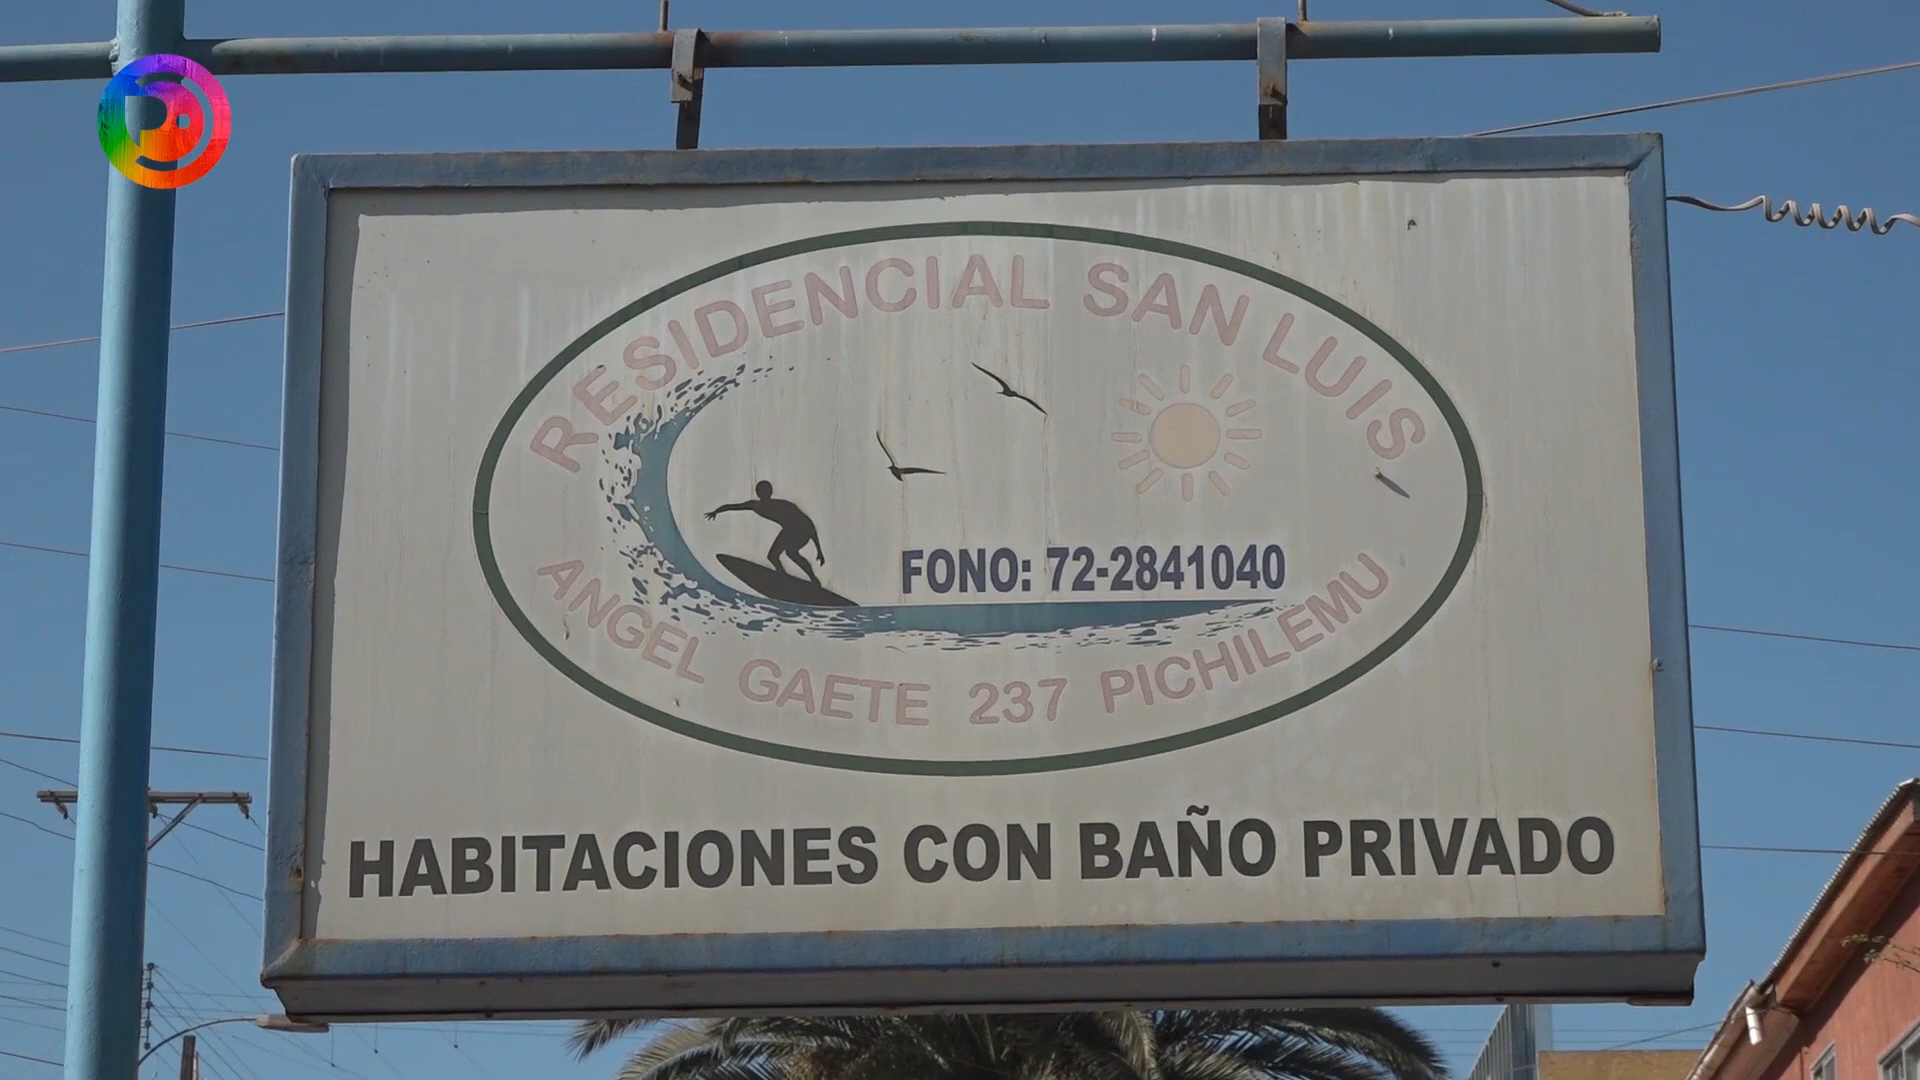 RESIDENCIAL SAN LUIS
FONO: 72-2841040
ANGEL GAETE 237 PICHILEMU
HABITACIONES CON BAÑO PRIVADO